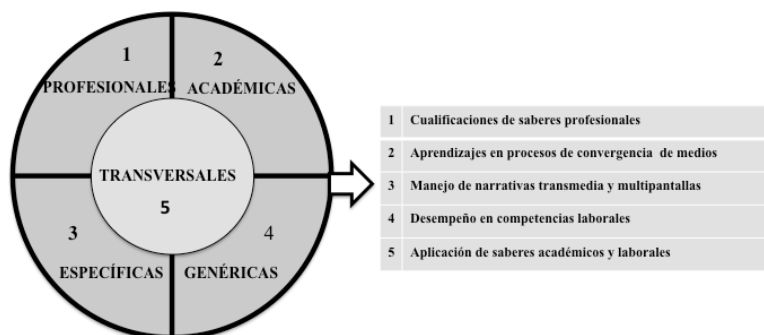 1
PROFESIONALES
2
ACADÉMICAS
TRANSVERSALES
5
3
ESPECÍFICAS
4
GENÉRICAS
1 Cualificaciones de saberes profesionales
2 Aprendizajes en procesos de convergencia de medios
3 Manejo de narrativas transmedia y multipantallas
4 Desempeño en competencias laborales
5 Aplicación de saberes académicos y laborales